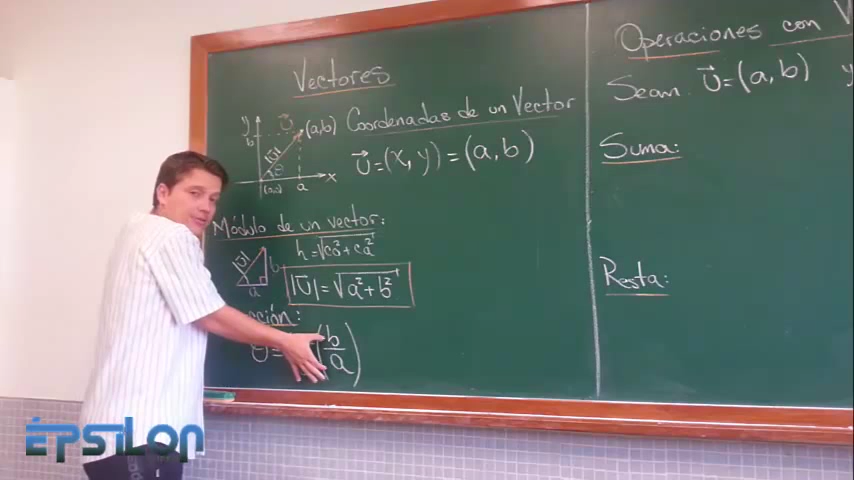 Vectores
y
U⃗
(a,b)
b
|U⃗|
θ
(0,0)
a
x
Coordenadas de un Vector
U⃗=(x,y)=(a,b)
Módulo de un vector:
h=√co²+ca²
|U⃗|
b
a
|U⃗|=√a²+b²
cción:
(b/a)
Operaciones con V
Sean U⃗=(a,b) y
Suma:
Resta:
ÉPSILON